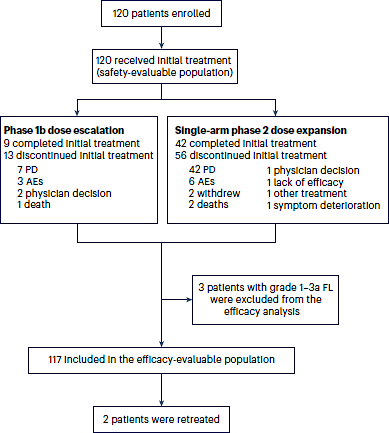 120 patients enrolled
120 received initial treatment
(safety-evaluable population)
Phase 1b dose escalation
9 completed initial treatment
13 discontinued initial treatment
7 PD
3 AEs
2 physician decision
1 death
Single-arm phase 2 dose expansion
42 completed initial treatment
56 discontinued initial treatment
42 PD
6 AEs
2 withdrew
2 deaths
1 physician decision
1 lack of efficacy
1 other treatment
1 symptom deterioration
3 patients with grade 1–3a FL
were excluded from the
efficacy analysis
117 included in the efficacy-evaluable population
2 patients were retreated